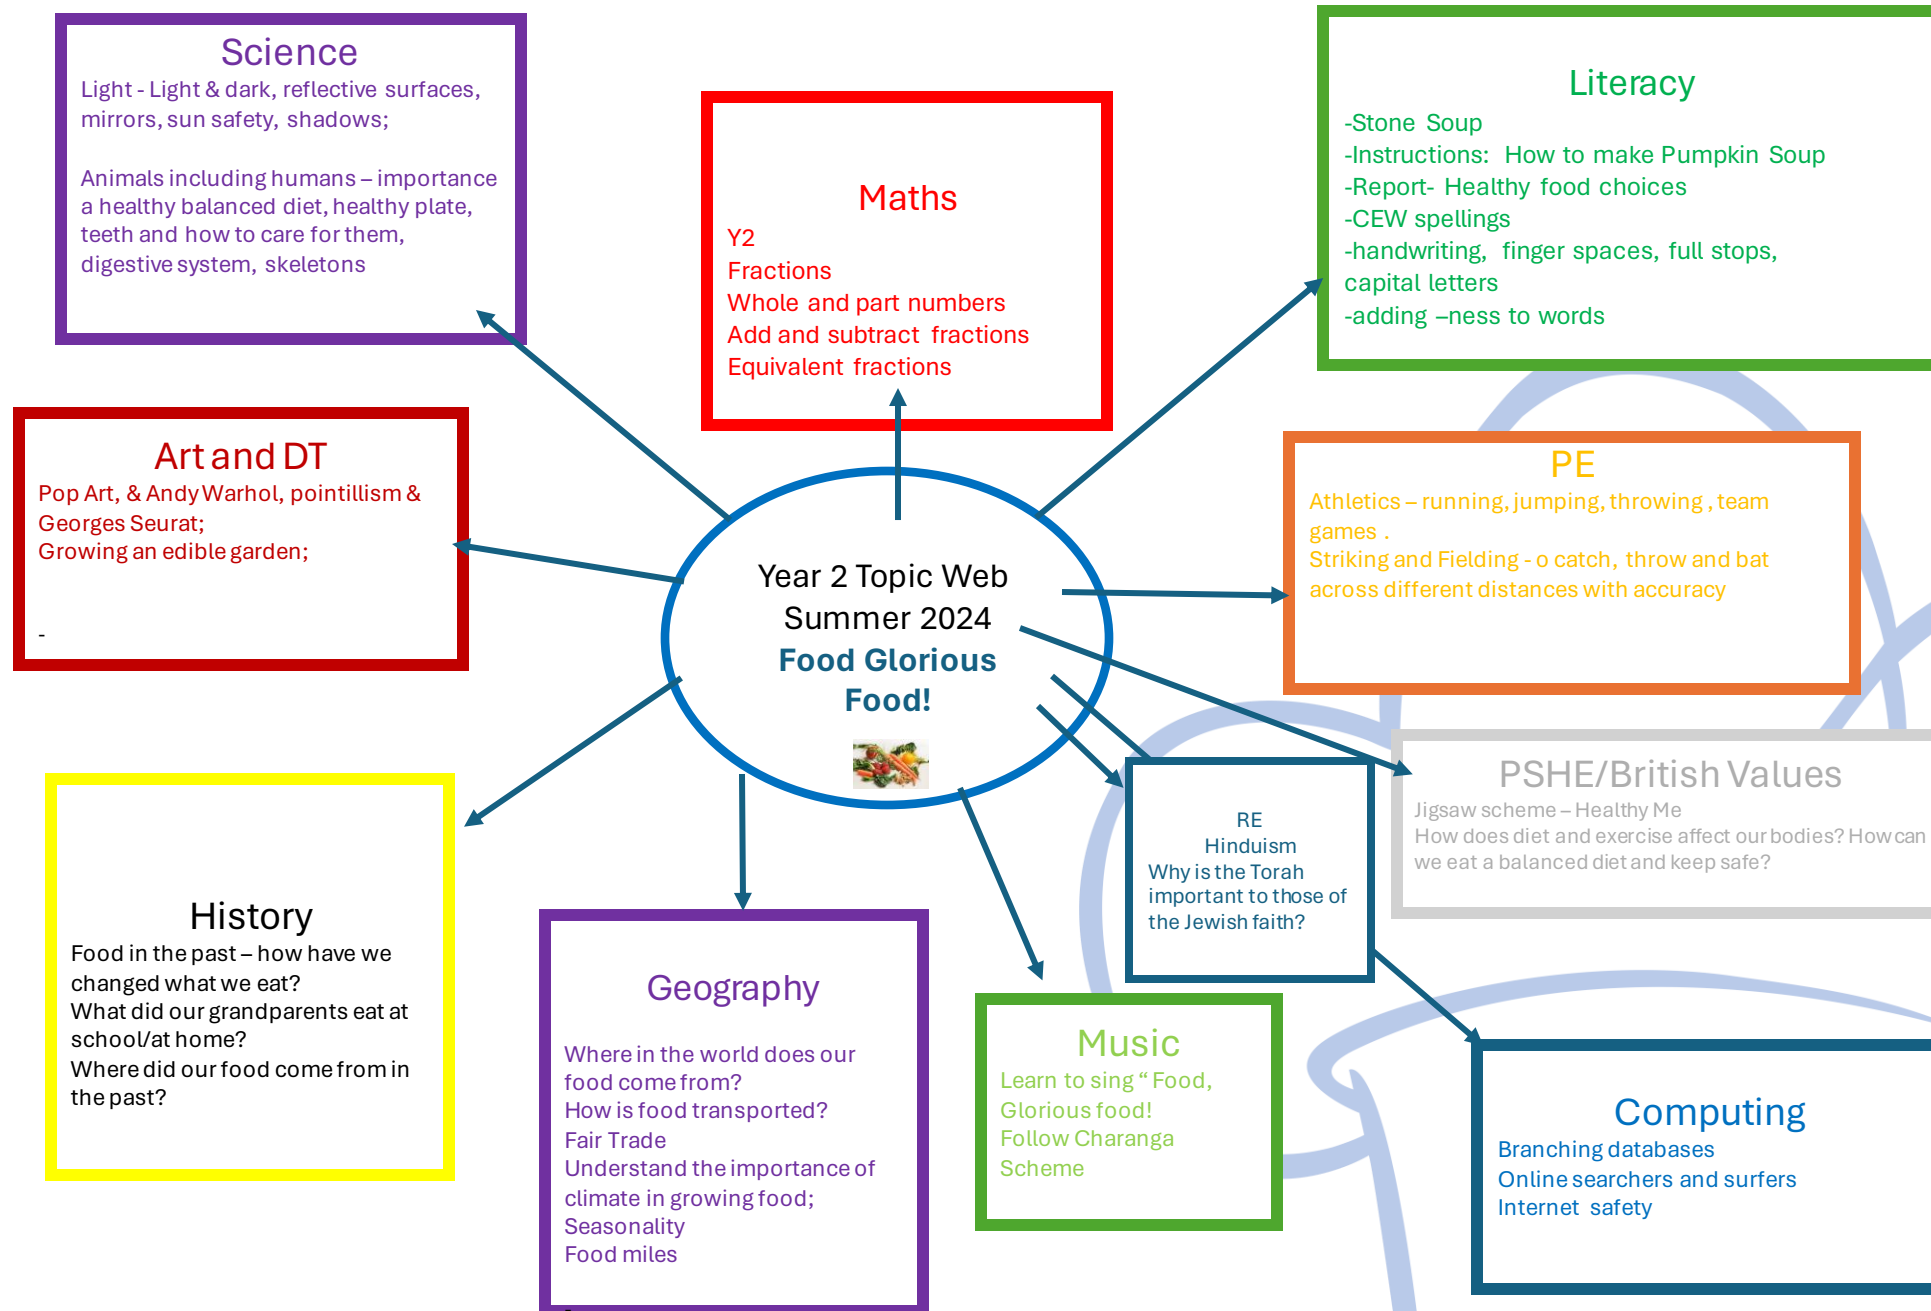 Science
Light - Light & dark, reflective surfaces,
mirrors, sun safety, shadows;
Animals including humans – importance
a healthy balanced diet, healthy plate,
teeth and how to care for them,
digestive system, skeletons
Maths
Y2
Fractions
Whole and part numbers
Add and subtract fractions
Equivalent fractions
Literacy
-Stone Soup
-Instructions: How to make Pumpkin Soup
-Report- Healthy food choices
-CEW spellings
-handwriting, finger spaces, full stops,
capital letters
-adding –ness to words
Art and DT
Pop Art, & Andy Warhol, pointillism &
Georges Seurat;
Growing an edible garden;
-
Year 2 Topic Web
Summer 2024
Food Glorious
Food!
PE
Athletics – running, jumping, throwing , team
games .
Striking and Fielding - o catch, throw and bat
across different distances with accuracy
PSHE/British Values
Jigsaw scheme – Healthy Me
How does diet and exercise affect our bodies? How can
we eat a balanced diet and keep safe?
RE
Hinduism
Why is the Torah
important to those of
the Jewish faith?
History
Food in the past – how have we
changed what we eat?
What did our grandparents eat at
school/at home?
Where did our food come from in
the past?
Geography
Where in the world does our
food come from?
How is food transported?
Fair Trade
Understand the importance of
climate in growing food;
Seasonality
Food miles
-
Music
Learn to sing “ Food,
Glorious food!
Follow Charanga
Scheme
Computing
Branching databases
Online searchers and surfers
Internet safety